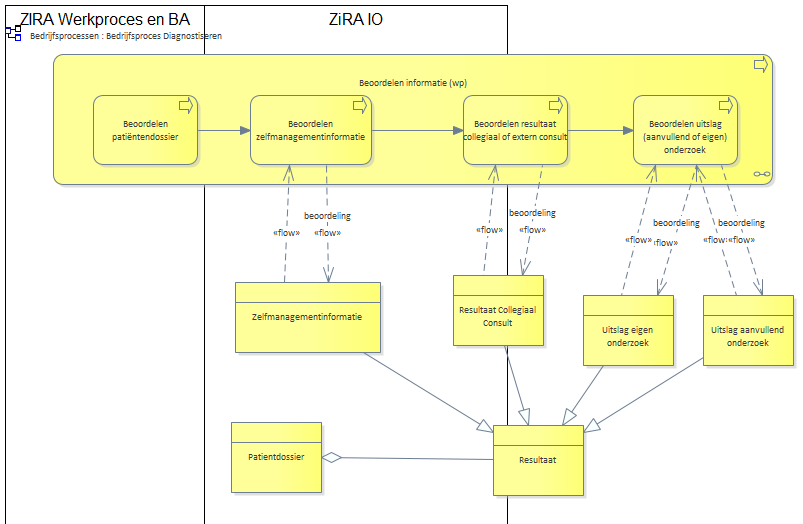 ZIRA Werkproces en BA
ZiRA IO
Bedrijfsprocessen : Bedrijfsproces Diagnostiseren
Beoordelen informatie (wp)
Beoordelen
patiëntendossier
Beoordelen
zelfmanagementinformatie
Beoordelen resultaat
collegiaal of extern consult
Beoordelen uitslag
(aanvullend of eigen)
onderzoek
beoordeling
«flow»
«flow»
beoordeling
«flow»
«flow»
beoordeling
«flow»
flow»
beoordeling
«flow
«flow»
Zelfmanagementinformatie
Resultaat Collegiaal
Consult
Uitslag eigen
onderzoek
Uitslag aanvullend
onderzoek
Patientdossier
Resultaat